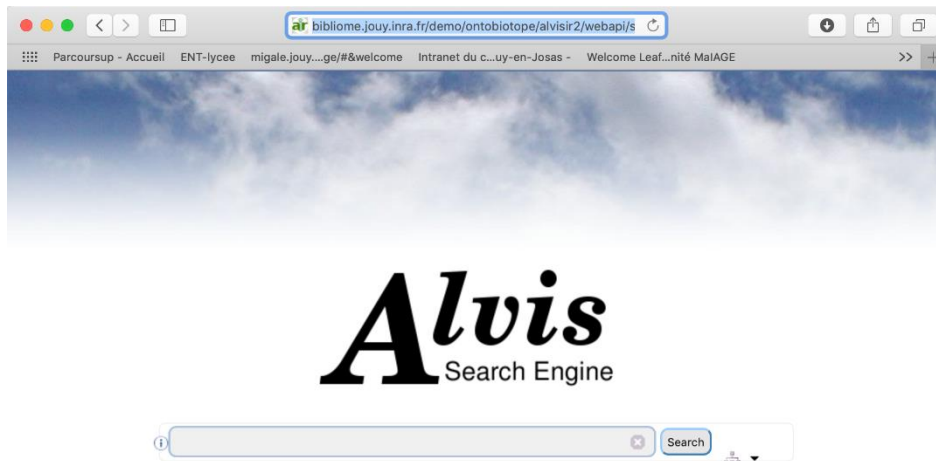 ar bibliome.jouy.inra.fr/demo/ontobiotope/alvisir2/webapi/s
Parcoursup - Accueil ENT-lycee migale.jouy....ge/#&welcome Intranet du c...uy-en-Josas - Welcome Leaf...nité MaIAGE >> +
Alvis
Search Engine
i Search